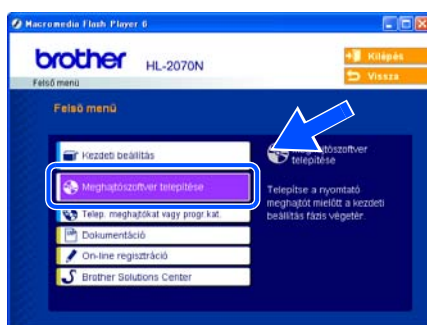 Macromedia Flash Player 6
brother HL-2070N
Kilépés
Vissza
Felső menü
Felső menü
Kezdeti beállítás
Meghajtószoftver telepítése
Telep. meghajtókat vagy progr.kat.
Dokumentáció
On-line regisztráció
Brother Solutions Center
telepítése
Telepítse a nyomtató
meghajtót mielőtt a kezdeti
beállítás fázis végetér.